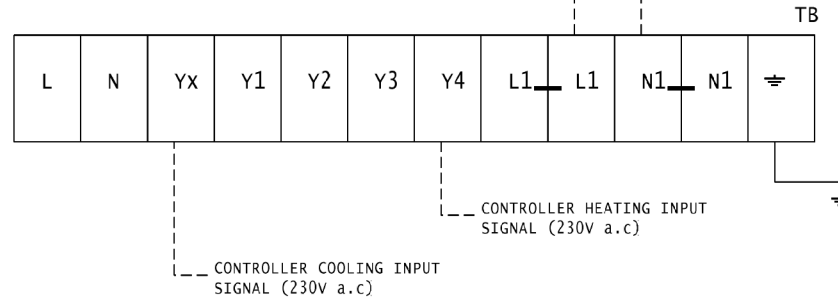 TB
L N Yx Y1 Y2 Y3 Y4 L1 L1 N1 N1
CONTROLLER HEATING INPUT
SIGNAL (230V a.c)
CONTROLLER COOLING INPUT
SIGNAL (230V a.c)